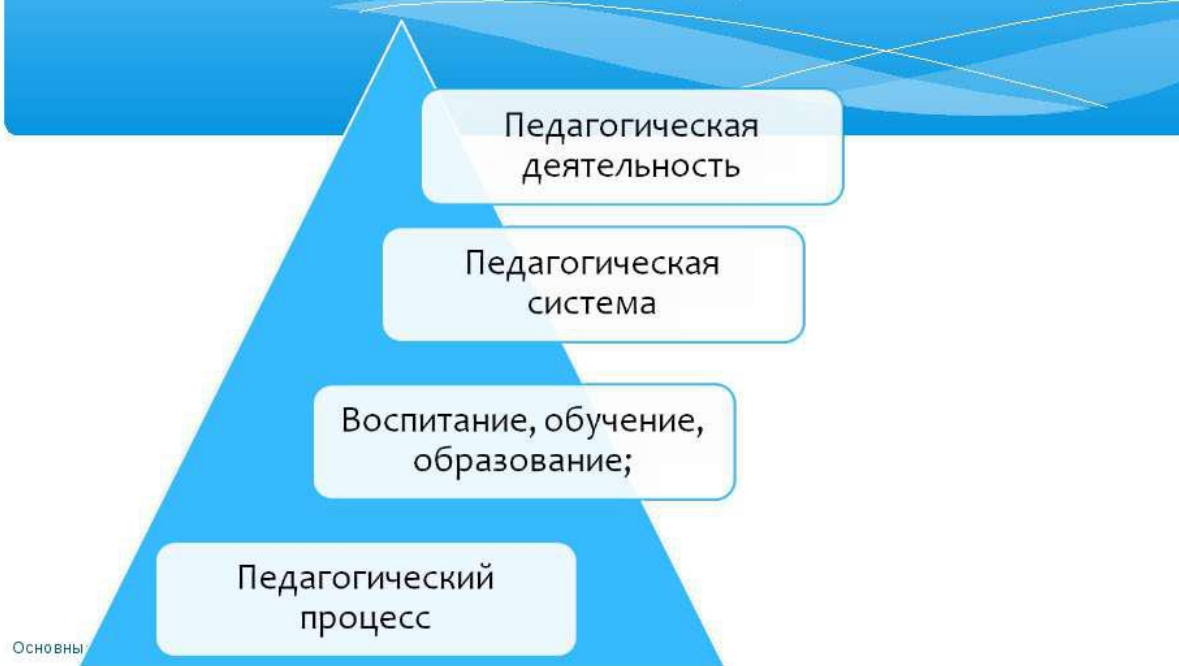 Педагогическая
деятельность
Педагогическая
система
Воспитание, обучение,
образование;
Педагогический
процесс